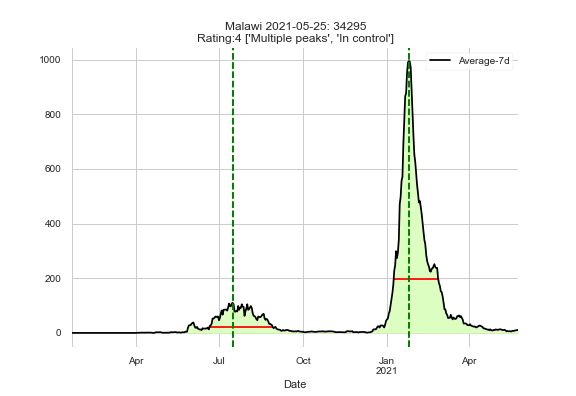 Malawi 2021-05-25: 34295
Rating:4 ['Multiple peaks', 'In control']
Average-7d
1000
800
600
400
200
0
Apr
Jul
Oct
Jan
2021
Apr
Date